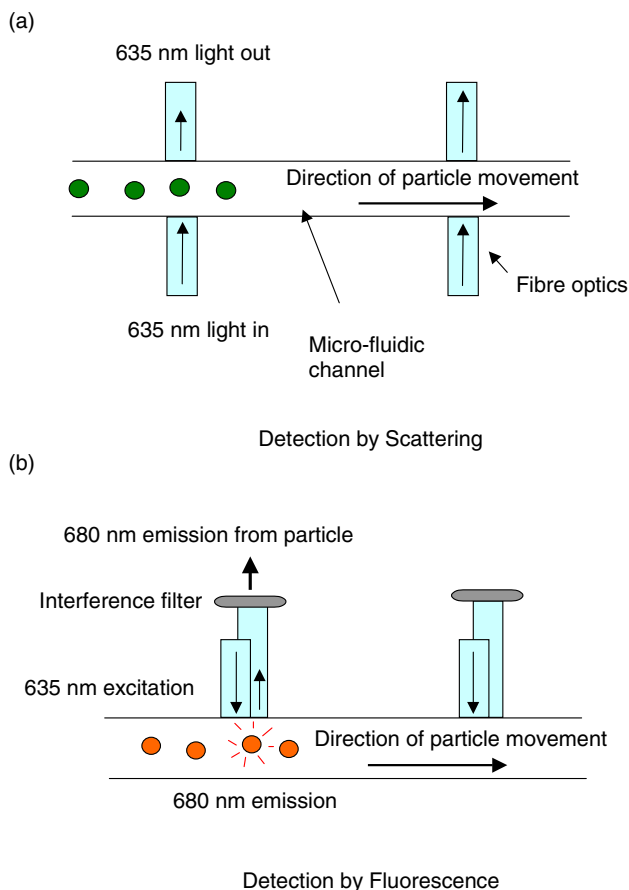 (a)
635 nm light out
Direction of particle movement
Fibre optics
635 nm light in
Micro-fluidic
channel
Detection by Scattering
(b)
680 nm emission from particle
Interference filter
635 nm excitation
Direction of particle movement
680 nm emission
Detection by Fluorescence